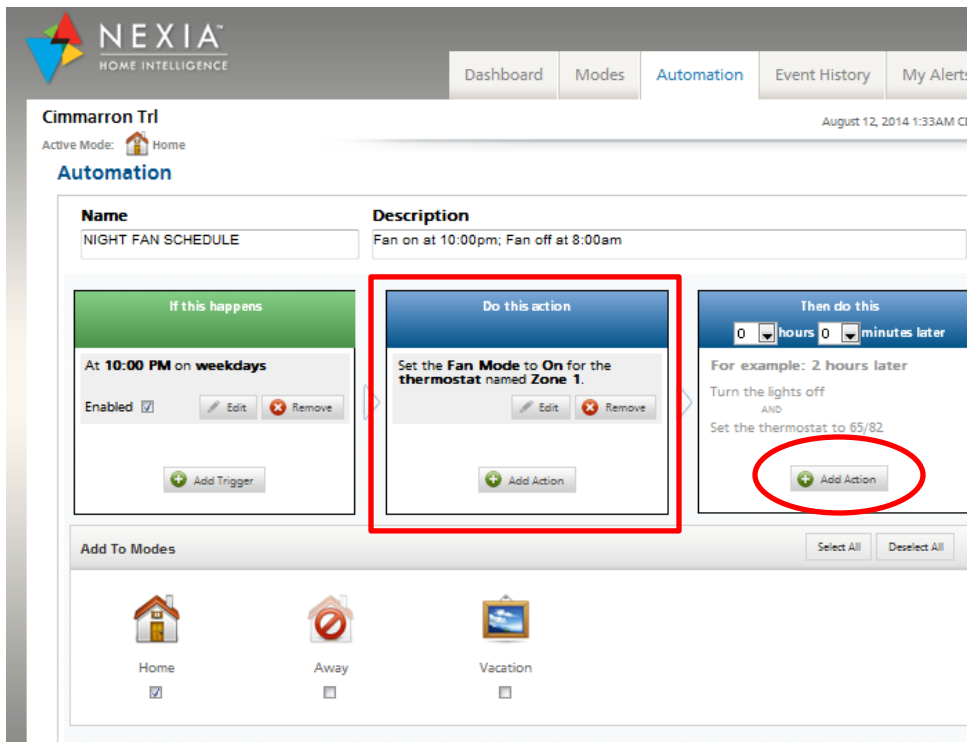 NEXIA™
HOME INTELLIGENCE
Dashboard Modes Automation Event History My Alerts
Cimmarron Trl
August 12, 2014 1:33AM
Active Mode: Home
Automation
Name Description
NIGHT FAN SCHEDULE Fan on at 10:00pm; Fan off at 8:00am
If this happens
At 10:00 PM on weekdays
Enabled Edit Remove
Add Trigger
Do this action
Set the Fan Mode to On for the
thermostat named Zone 1.
Edit Remove
Add Action
Then do this
0 hours 0 minutes later
For example: 2 hours later
Turn the lights off
AND
Set the thermostat to 65/82
Add Action
Add To Modes Select All Deselect All
Home Away Vacation